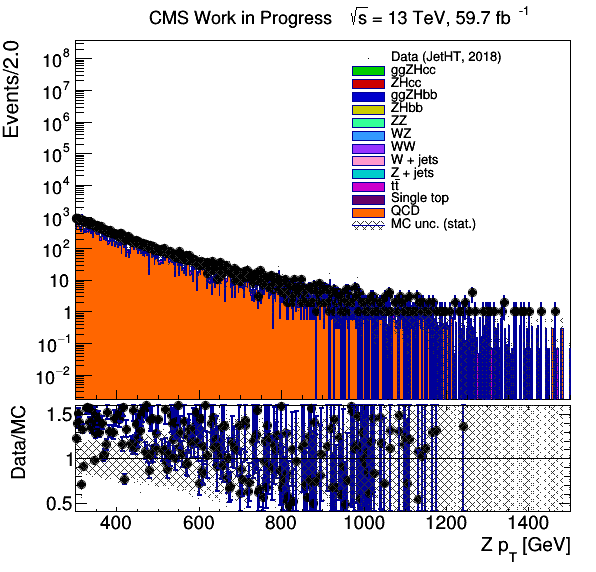 CMS Work in Progress √s = 13 TeV, 59.7 fb⁻¹
Events/2.0
Data (JetHT, 2018)
ggZHcc
ZHcc
ggZHbb
ZHbb
ZZ
WZ
WW
W + jets
Z + jets
tt̄
Single top
QCD
MC unc. (stat.)
10⁸
10⁷
10⁶
10⁵
10⁴
10³
10²
10
1
10⁻¹
10⁻²
Data/MC
1.5
1
0.5
400 600 800 1000 1200 1400
Z p_T [GeV]